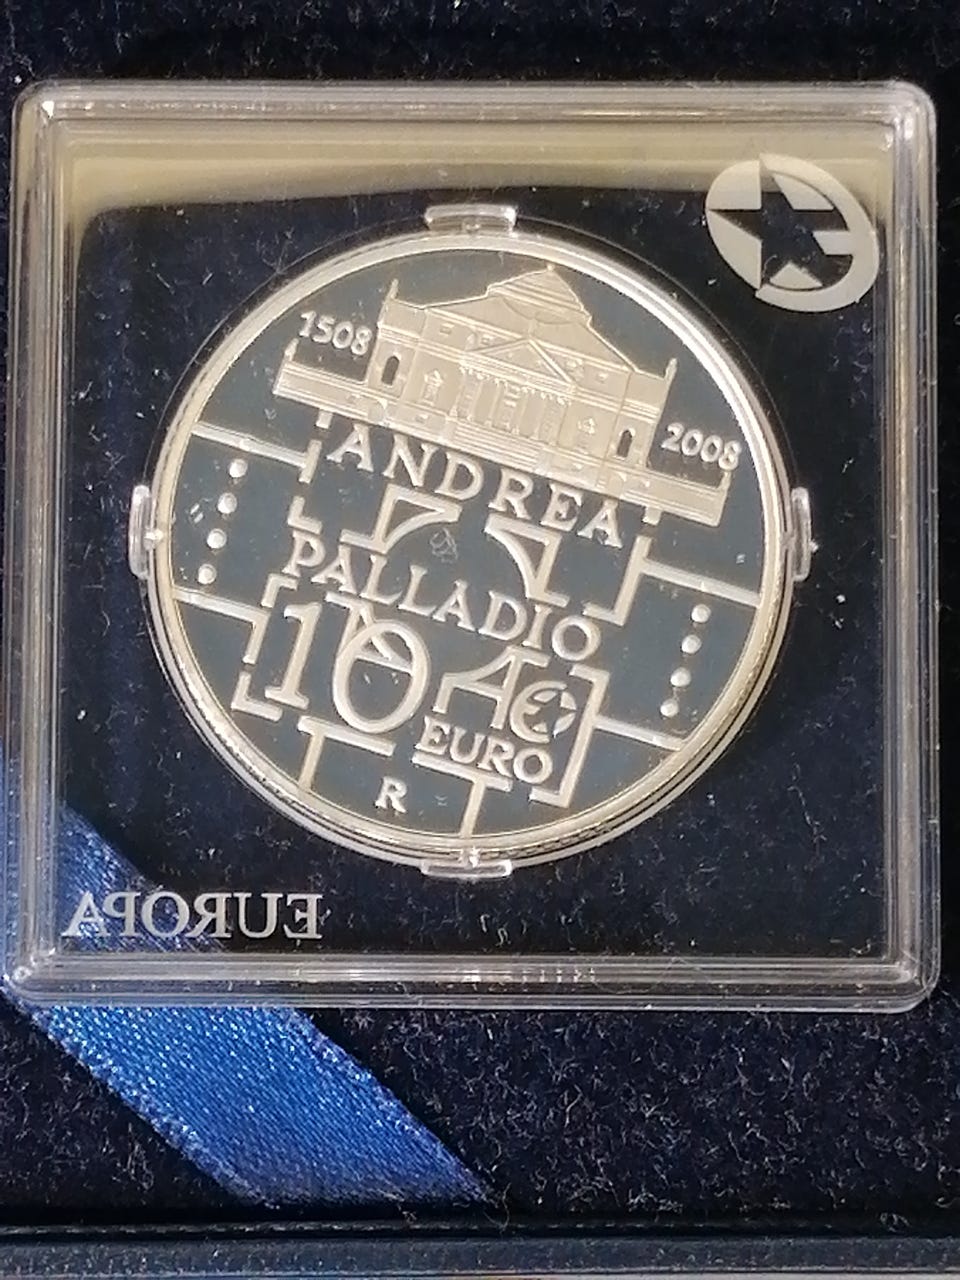 1508
2008
ANDREA
PALLADIO
10
EURO
R
EUROPA